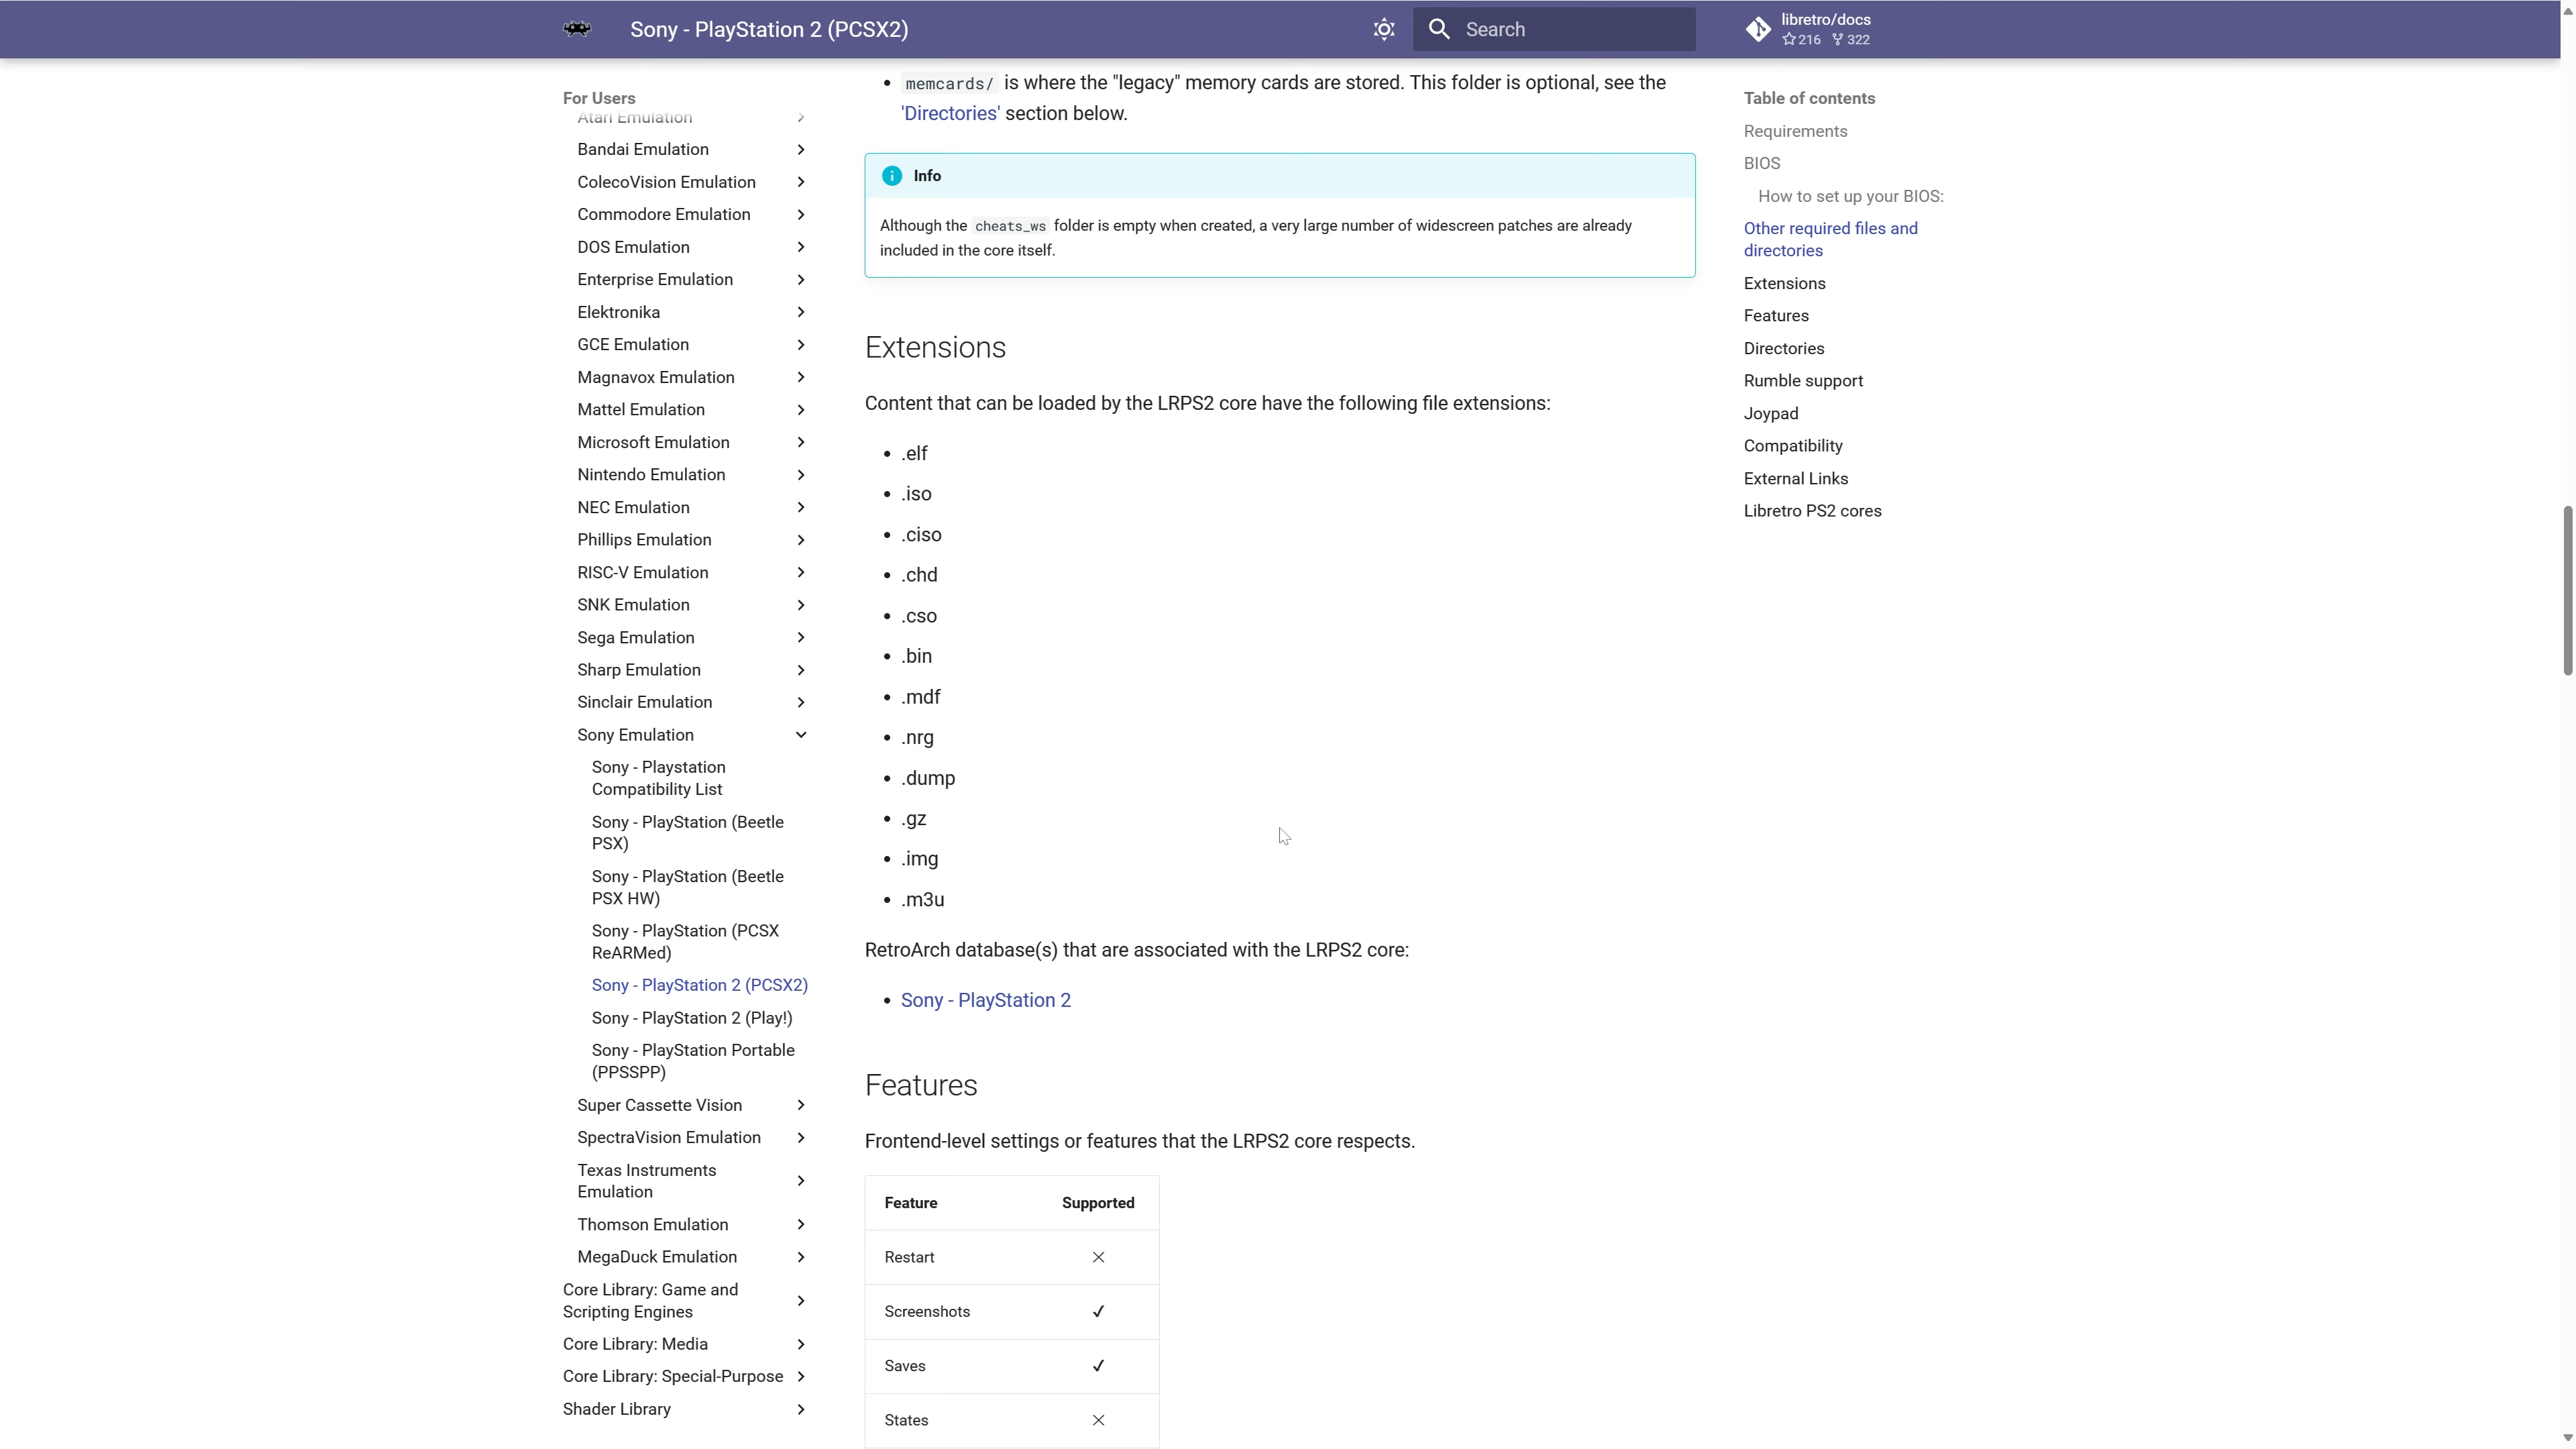 Sony - PlayStation 2 (PCSX2)
Search
libretro/docs
216 322
For Users
Atari Emulation
Bandai Emulation
ColecoVision Emulation
Commodore Emulation
DOS Emulation
Enterprise Emulation
Elektronika
GCE Emulation
Magnavox Emulation
Mattel Emulation
Microsoft Emulation
Nintendo Emulation
NEC Emulation
Phillips Emulation
RISC-V Emulation
SNK Emulation
Sega Emulation
Sharp Emulation
Sinclair Emulation
Sony Emulation
Sony - Playstation
Compatibility List
Sony - PlayStation (Beetle
PSX)
Sony - PlayStation (Beetle
PSX HW)
Sony - PlayStation (PCSX
ReARMed)
Sony - PlayStation 2 (PCSX2)
Sony - PlayStation 2 (Play!)
Sony - PlayStation Portable
(PPSSPP)
Super Cassette Vision
SpectraVision Emulation
Texas Instruments
Emulation
Thomson Emulation
MegaDuck Emulation
Core Library: Game and
Scripting Engines
Core Library: Media
Core Library: Special-Purpose
Shader Library
• memcards/ is where the "legacy" memory cards are stored. This folder is optional, see the
'Directories' section below.
Info
Although the cheats_ws folder is empty when created, a very large number of widescreen patches are already
included in the core itself.
Extensions
Content that can be loaded by the LRPS2 core have the following file extensions:
• .elf
• .iso
• .ciso
• .chd
• .cso
• .bin
• .mdf
• .nrg
• .dump
• .gz
• .img
• .m3u
RetroArch database(s) that are associated with the LRPS2 core:
• Sony - PlayStation 2
Features
Frontend-level settings or features that the LRPS2 core respects.
Feature Supported
Restart ✕
Screenshots ✓
Saves ✓
States ✕
Table of contents
Requirements
BIOS
How to set up your BIOS:
Other required files and
directories
Extensions
Features
Directories
Rumble support
Joypad
Compatibility
External Links
Libretro PS2 cores